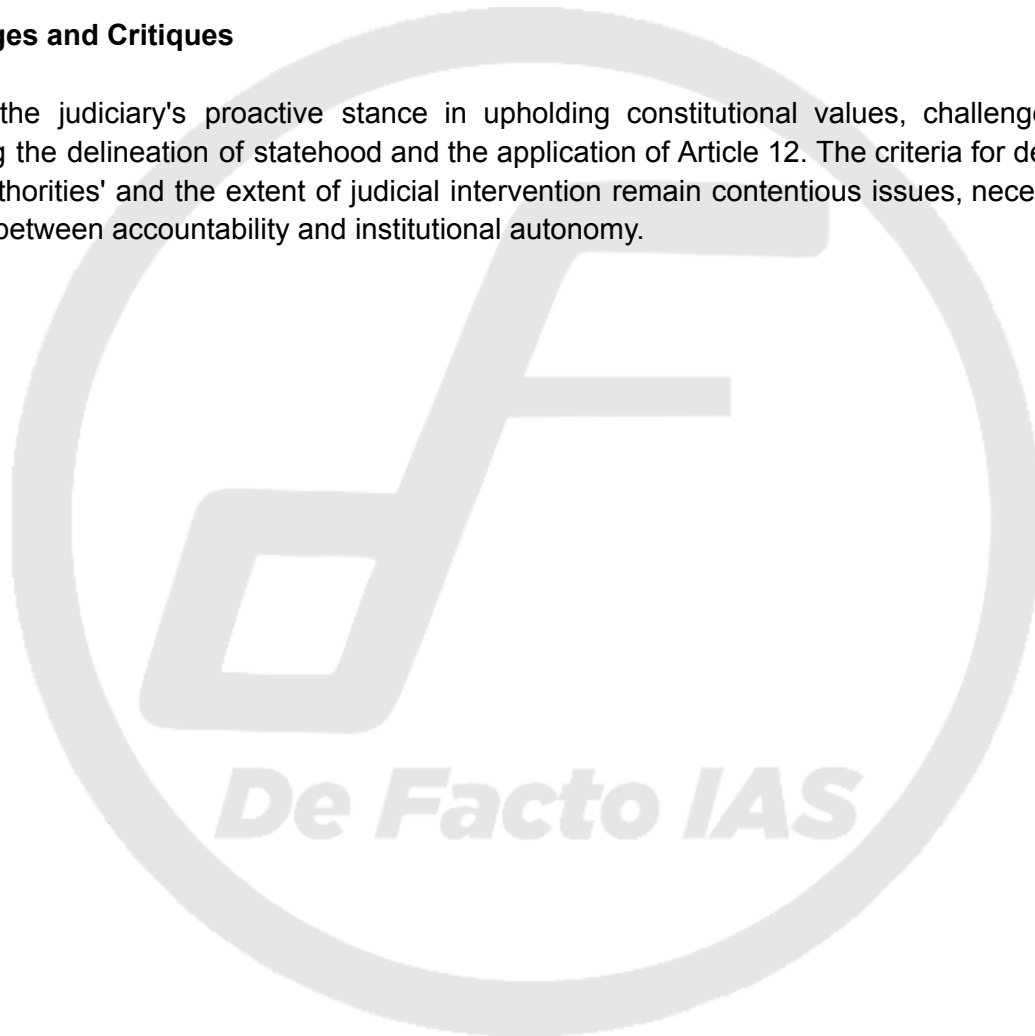 ges and Critiques
the judiciary's proactive stance in upholding constitutional values, challeng
g the delineation of statehood and the application of Article 12. The criteria for de
thorities' and the extent of judicial intervention remain contentious issues, nece
between accountability and institutional autonomy.
De Facto IAS